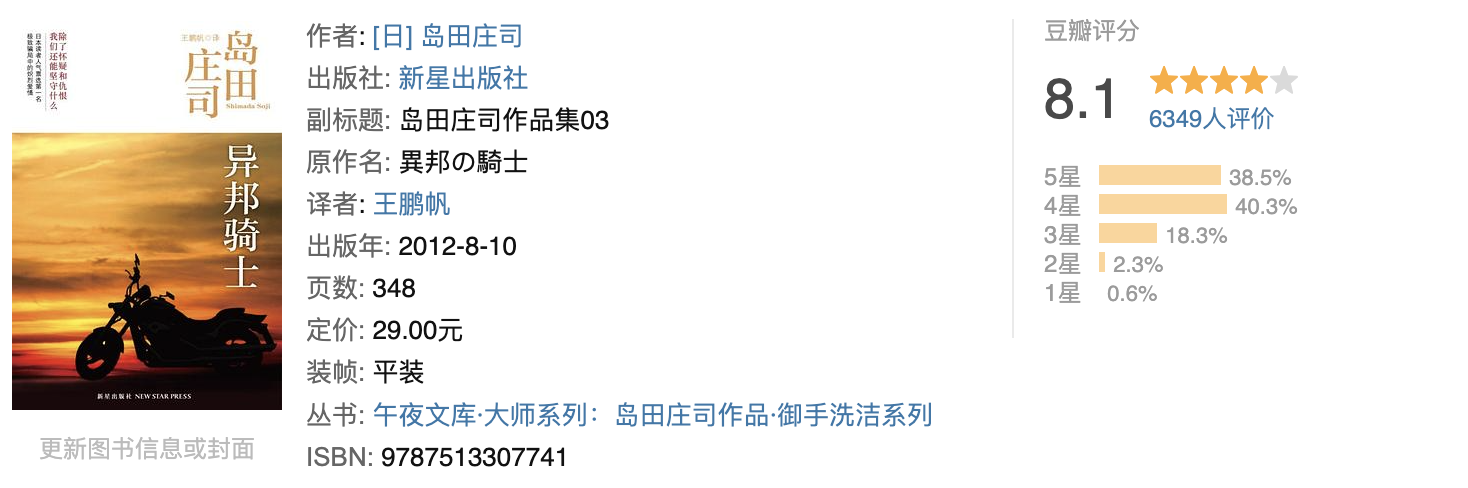 除了怀疑和仇恨
我们还能坚守什么
日本读者人气票选第一名
极致骗局中的炽烈爱情
王鹏帆 译
岛田
庄司
Shimada Soji
异邦骑士
新星出版社 NEW STAR PRESS
更新图书信息或封面
作者: [日] 岛田庄司
出版社: 新星出版社
副标题: 岛田庄司作品集03
原作名: 異邦の騎士
译者: 王鹏帆
出版年: 2012-8-10
页数: 348
定价: 29.00元
装帧: 平装
丛书: 午夜文库·大师系列：岛田庄司作品·御手洗洁系列
ISBN: 9787513307741
豆瓣评分
8.1
6349人评价
5星 38.5%
4星 40.3%
3星 18.3%
2星 2.3%
1星 0.6%